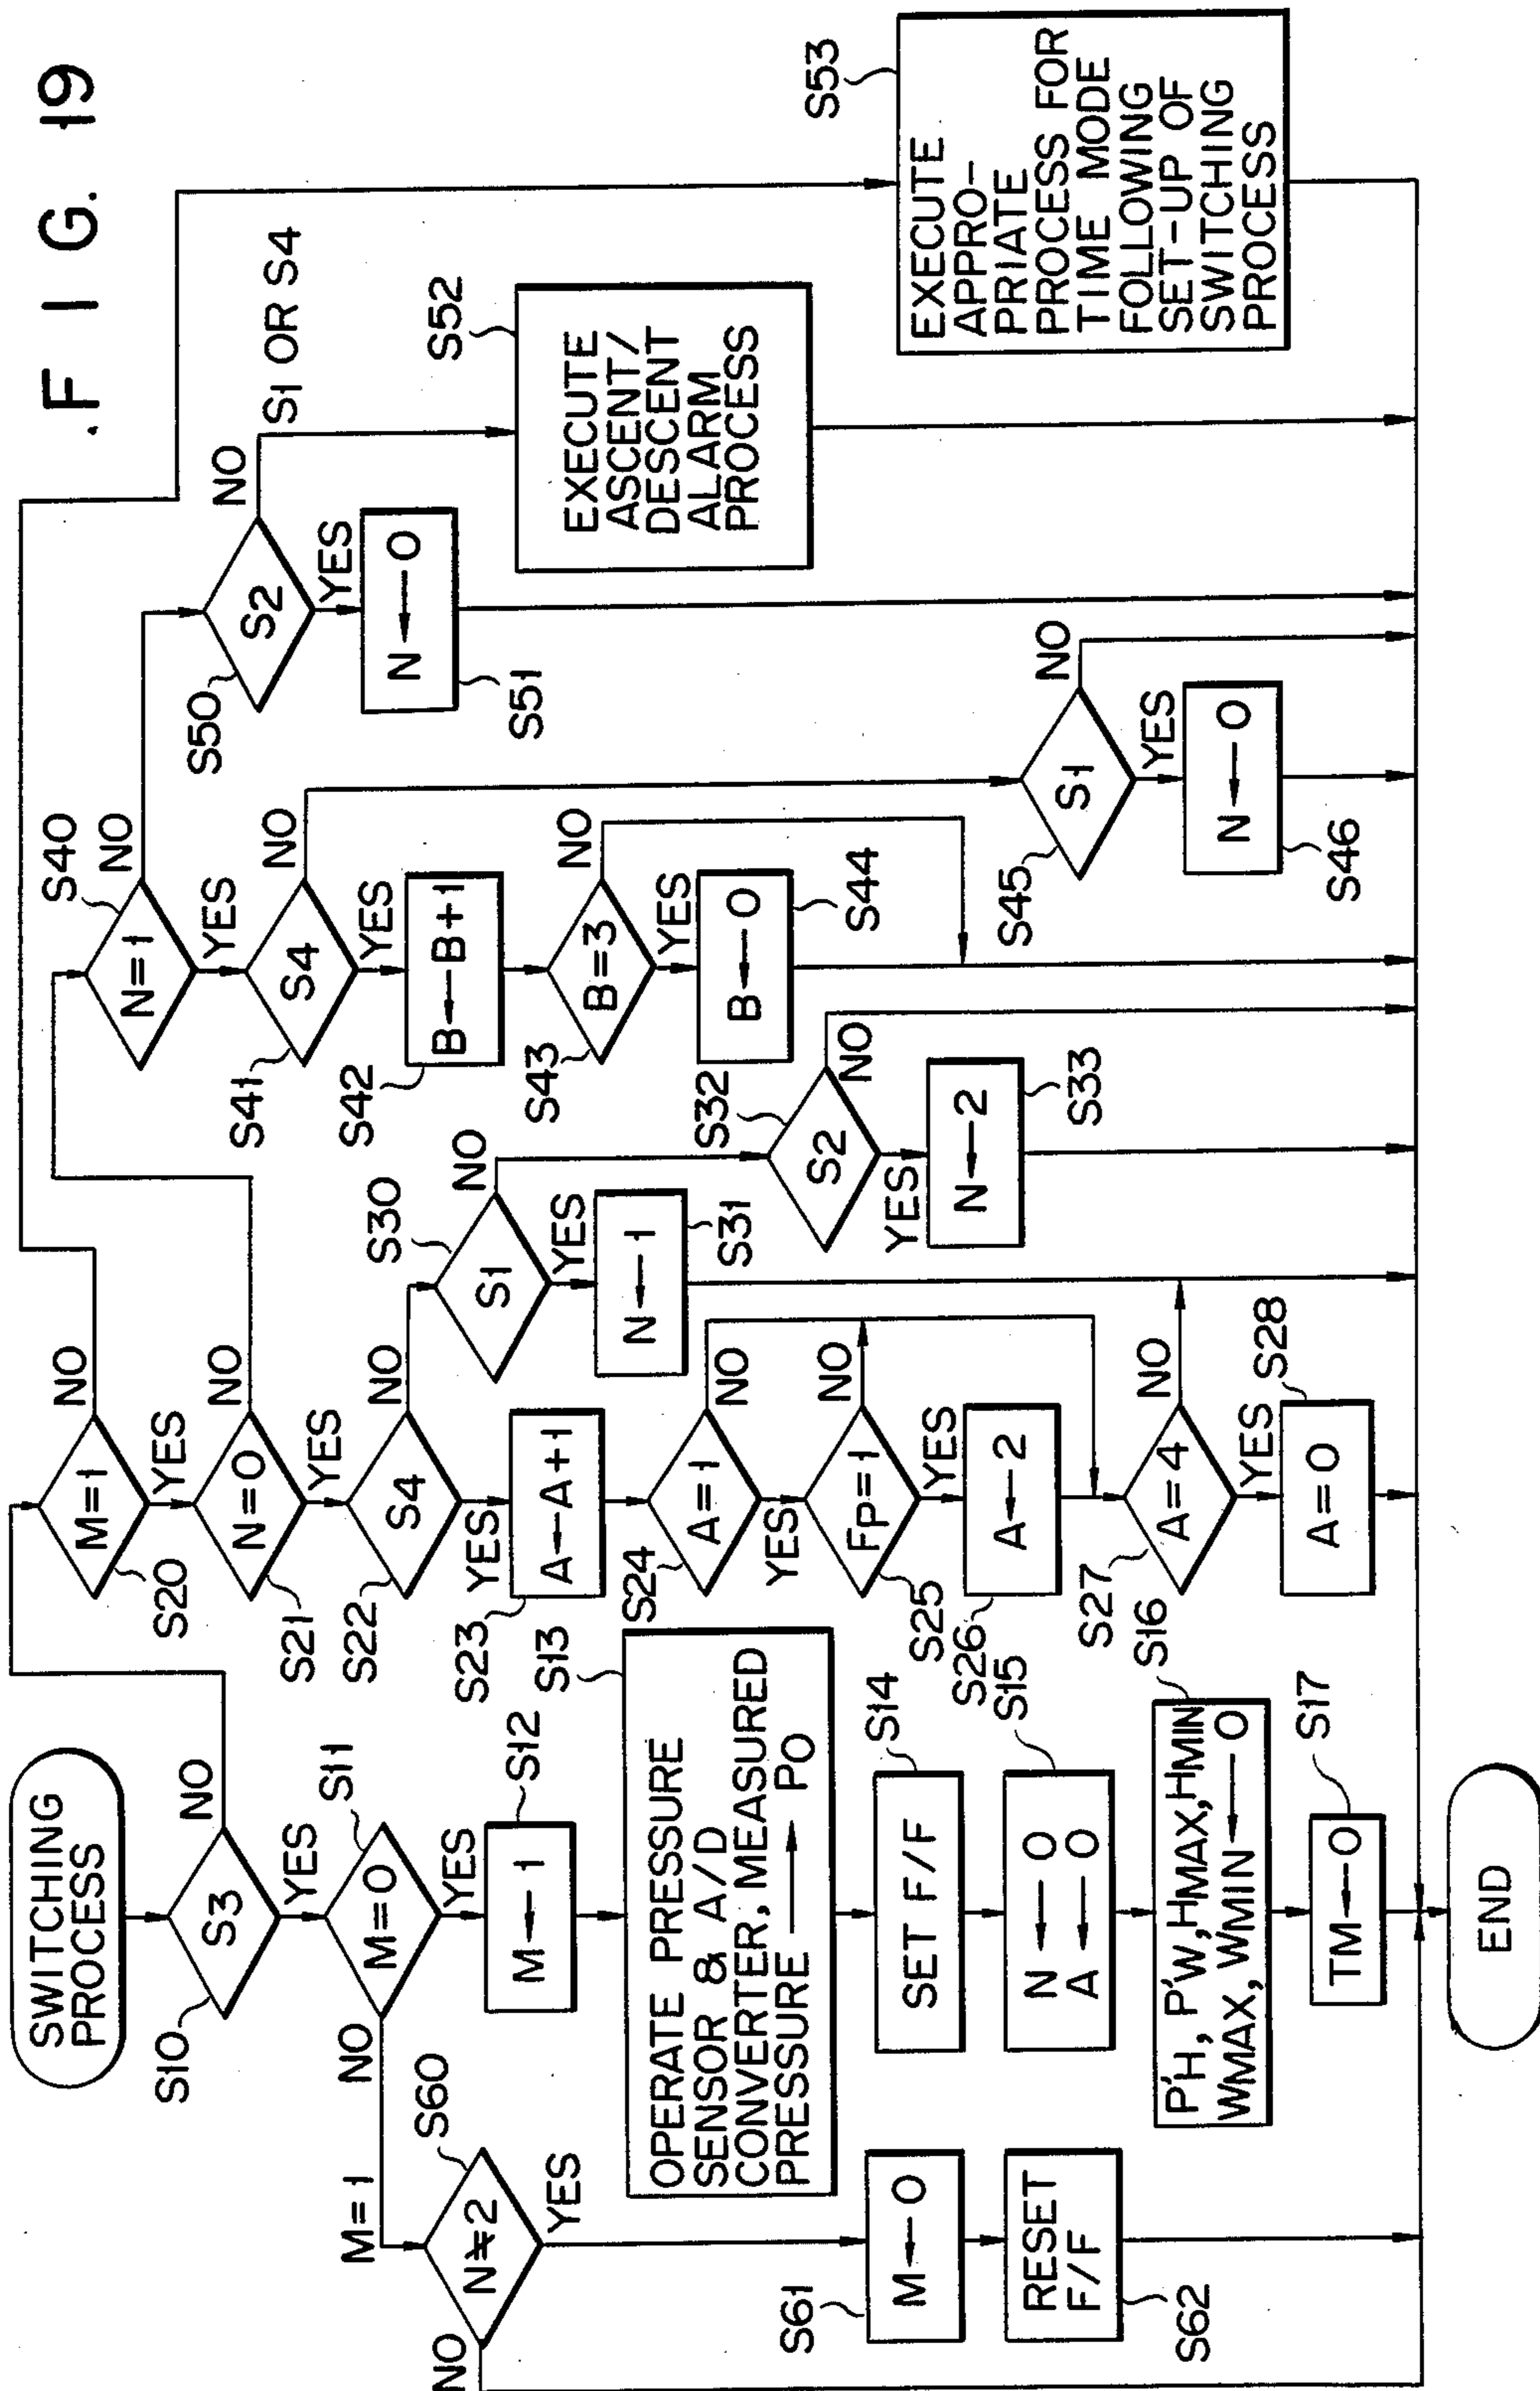 F I G. 19
SWITCHING
PROCESS
S10
S3
NO
YES
S11
M=0
NO
YES
M=1
S60
N≠2
NO
YES
S61
M←0
S62
RESET
F/F
S12
M←1
S13
OPERATE PRESSURE
SENSOR & A/D
CONVERTER, MEASURED
PRESSURE → PO
S14
SET F/F
S15
N ← 0
A ← 0
S16
P'H, P'W, HMAX, HMIN
WMAX, WMIN ← 0
S17
TM←0
END
S20
M=1
NO
YES
S21
N=0
NO
YES
S22
S4
NO
YES
S23
A←A+1
S24
A=1
NO
YES
S25
FP=1
NO
YES
S26
A←2
S27
A=4
NO
YES
S28
A=0
S30
S1
NO
YES
S31
N←1
S32
S2
NO
YES
S33
N←2
S40
N=1
NO
YES
S41
S4
NO
YES
S42
B←B+1
S43
B=3
NO
YES
S44
B←0
S45
S1
NO
YES
S46
N←0
S50
S2
NO
YES
S51
N←0
S1 OR S4
S52
EXECUTE
ASCENT/
DESCENT
ALARM
PROCESS
S53
EXECUTE
APPRO-
PRIATE
PROCESS FOR
TIME MODE
FOLLOWING
SET-UP OF
SWITCHING
PROCESS